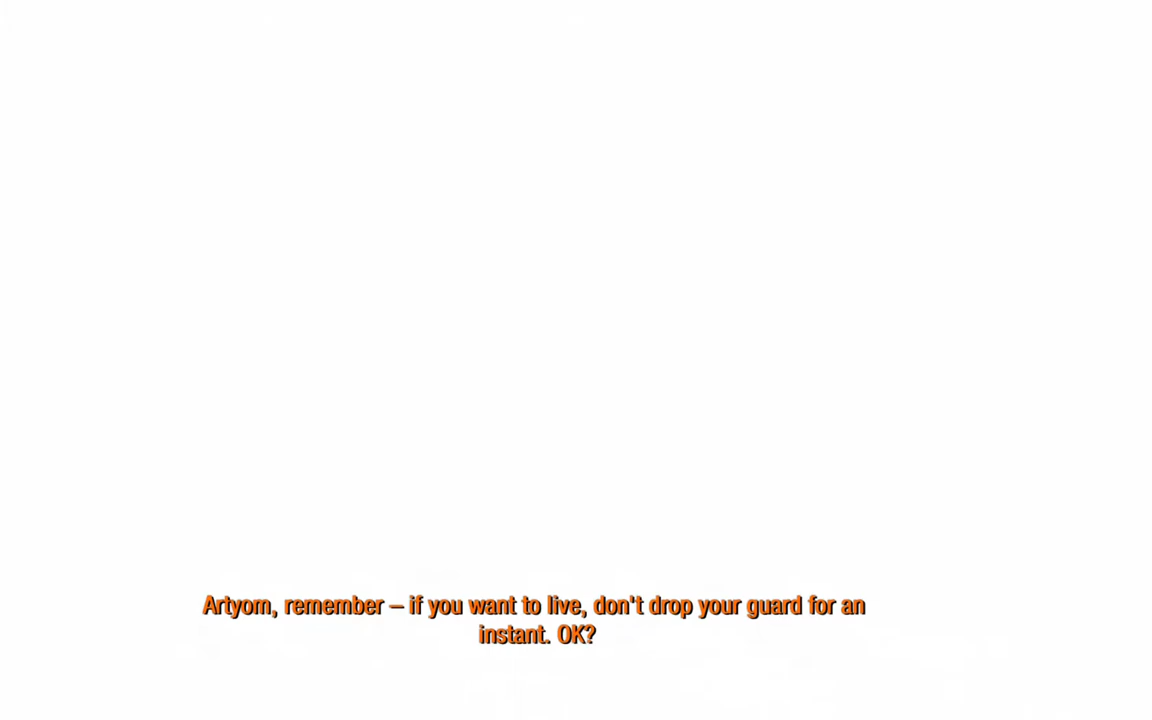 Artyom, remember – if you want to live, don't drop your guard for an
instant. OK?